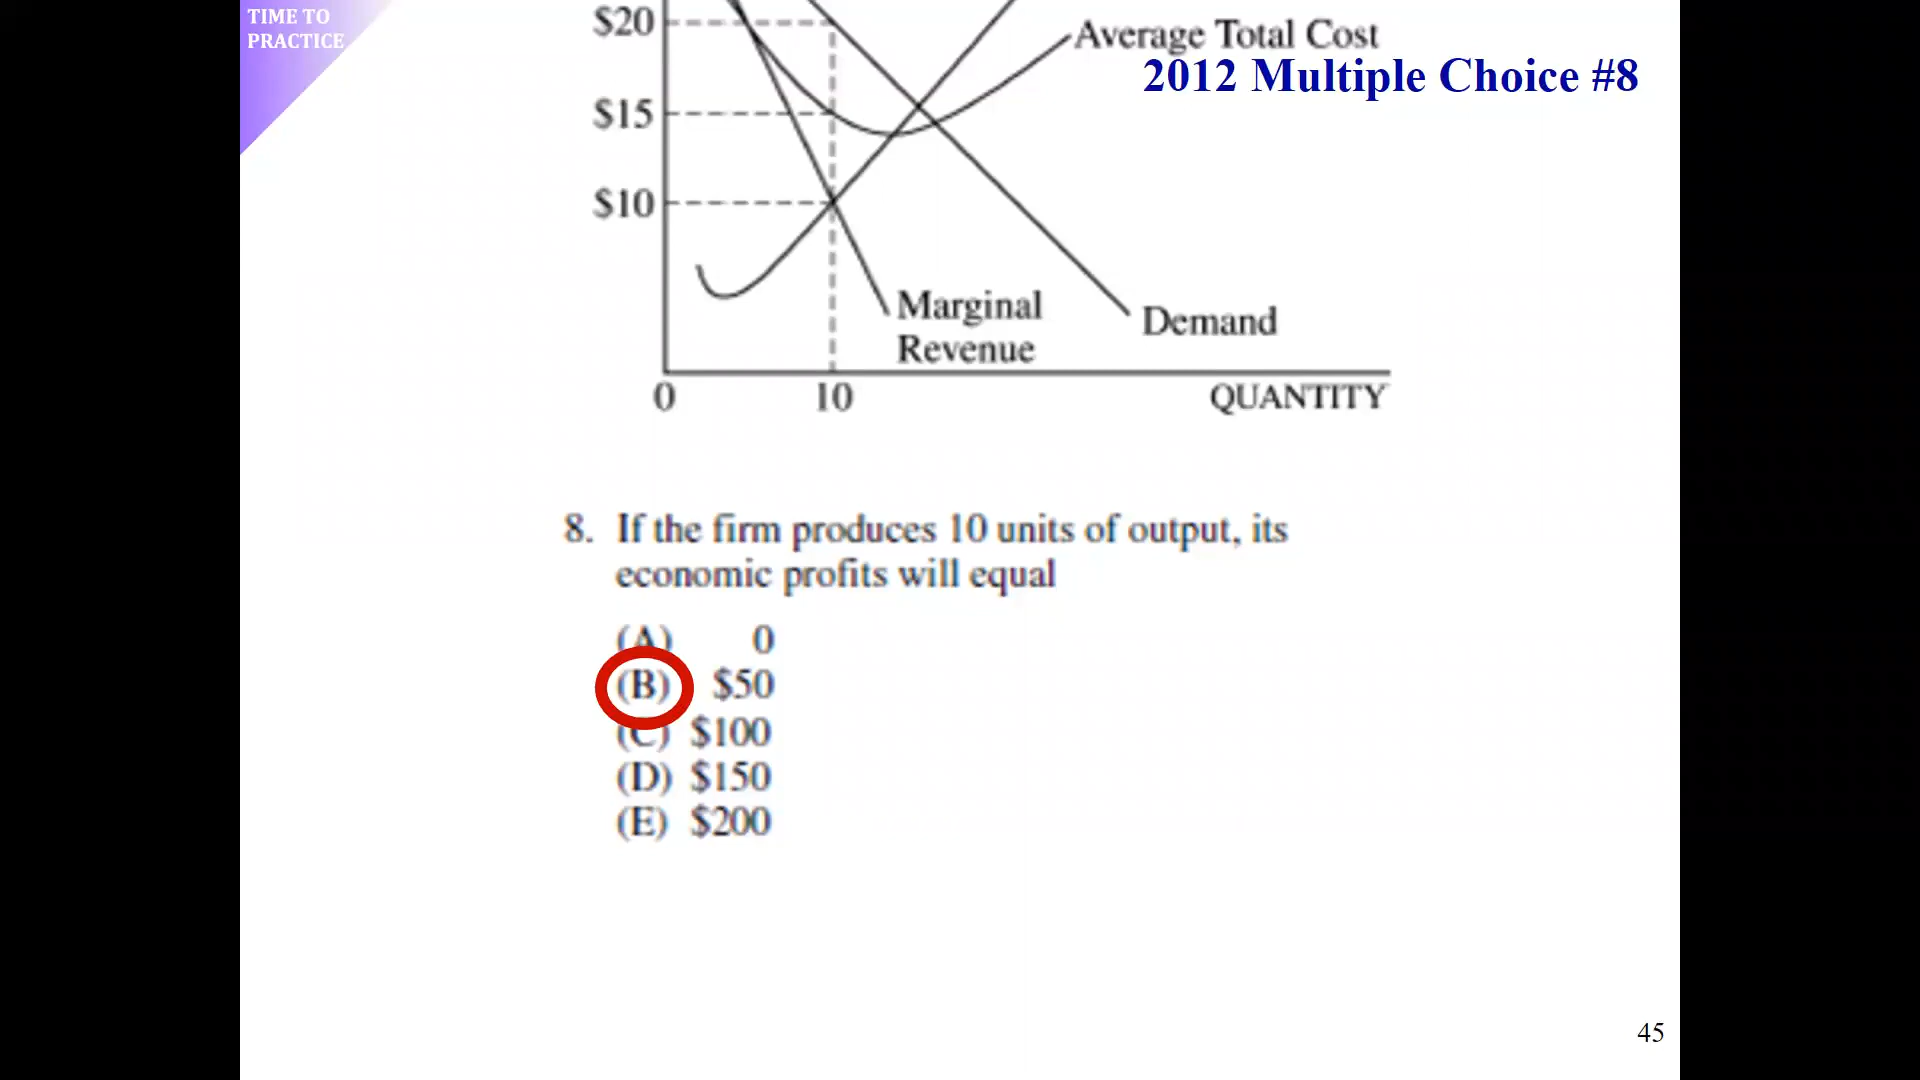 TIME TO
PRACTICE
$20
Average Total Cost
2012 Multiple Choice #8
$15
$10
Marginal
Revenue
Demand
0
10
QUANTITY
8. If the firm produces 10 units of output, its
economic profits will equal
(A) 0
(B) $50
(C) $100
(D) $150
(E) $200
45